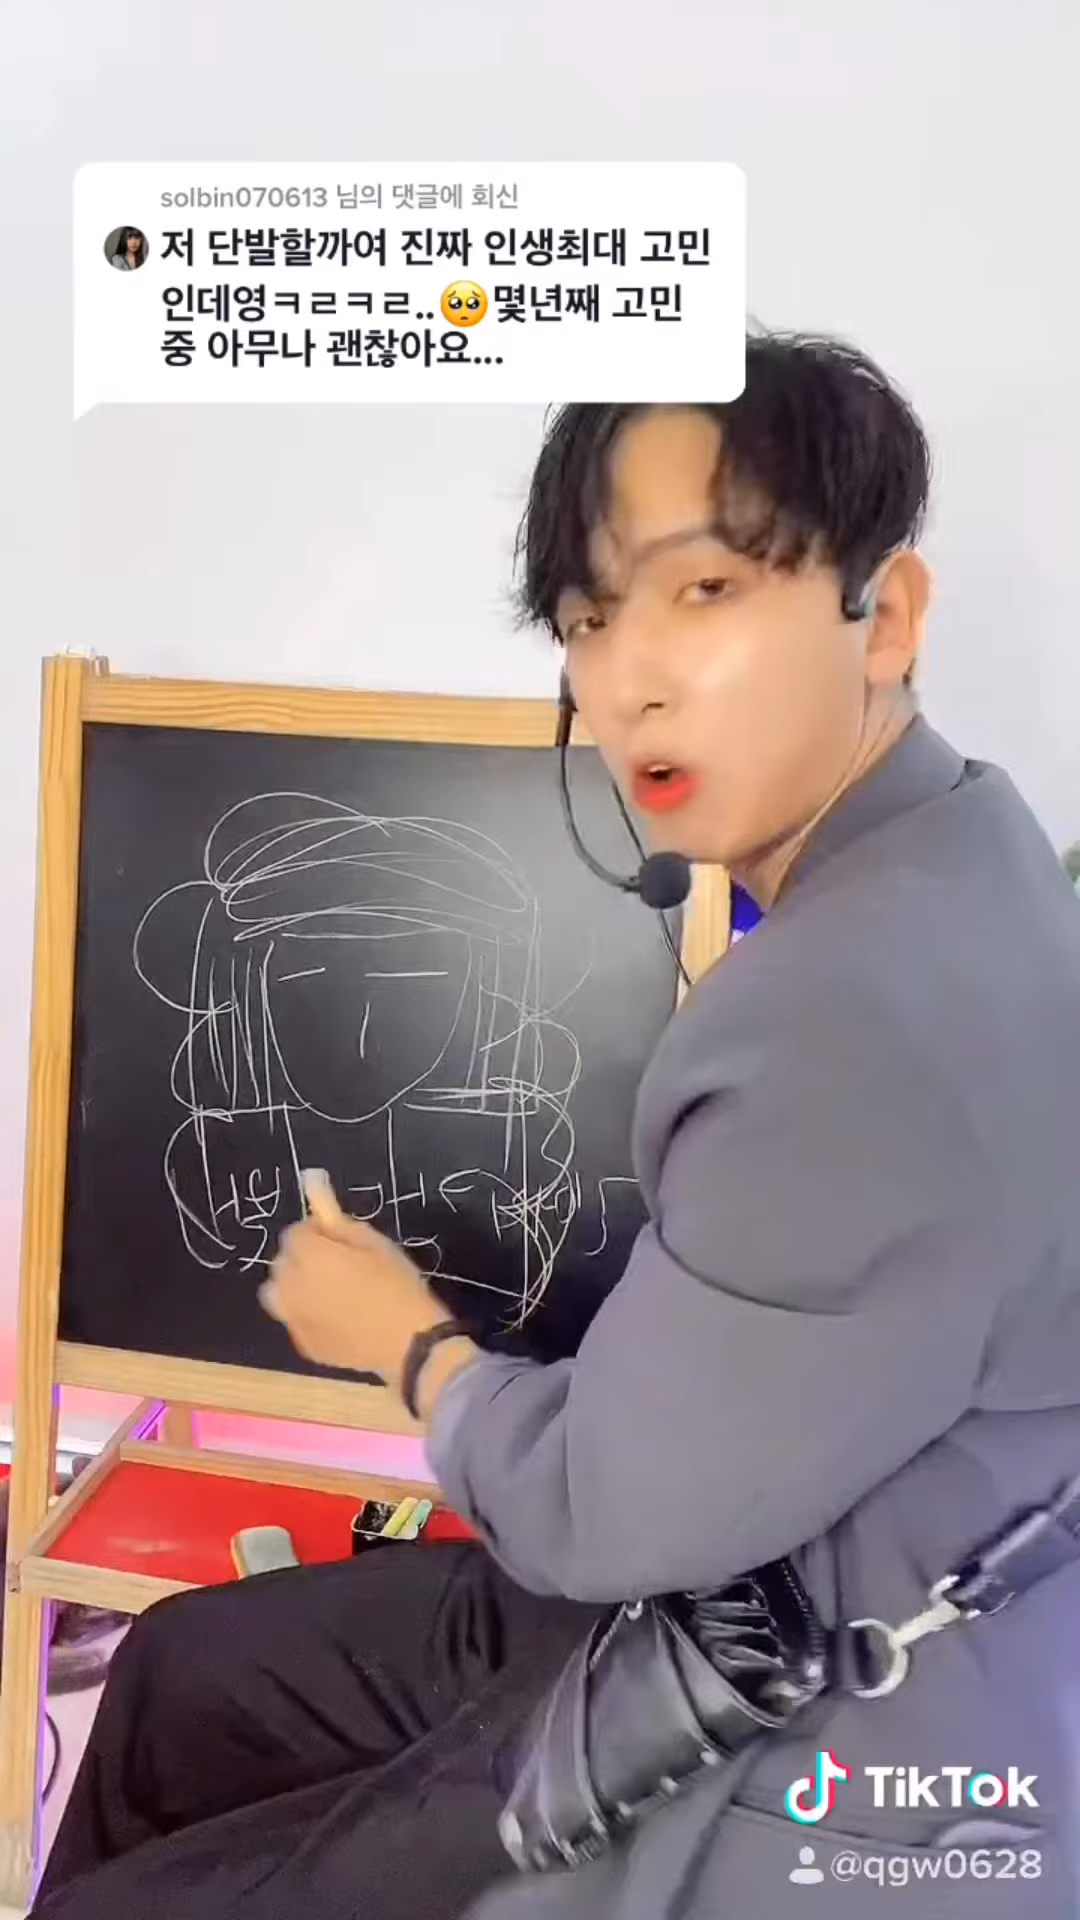 solbin070613 님의 댓글에 회신
저 단발할까여 진짜 인생최대 고민
인데영ㅋㄹㅋㄹ..🥺몇년째 고민
중 아무나 괜찮아요...
TikTok
@qgw0628